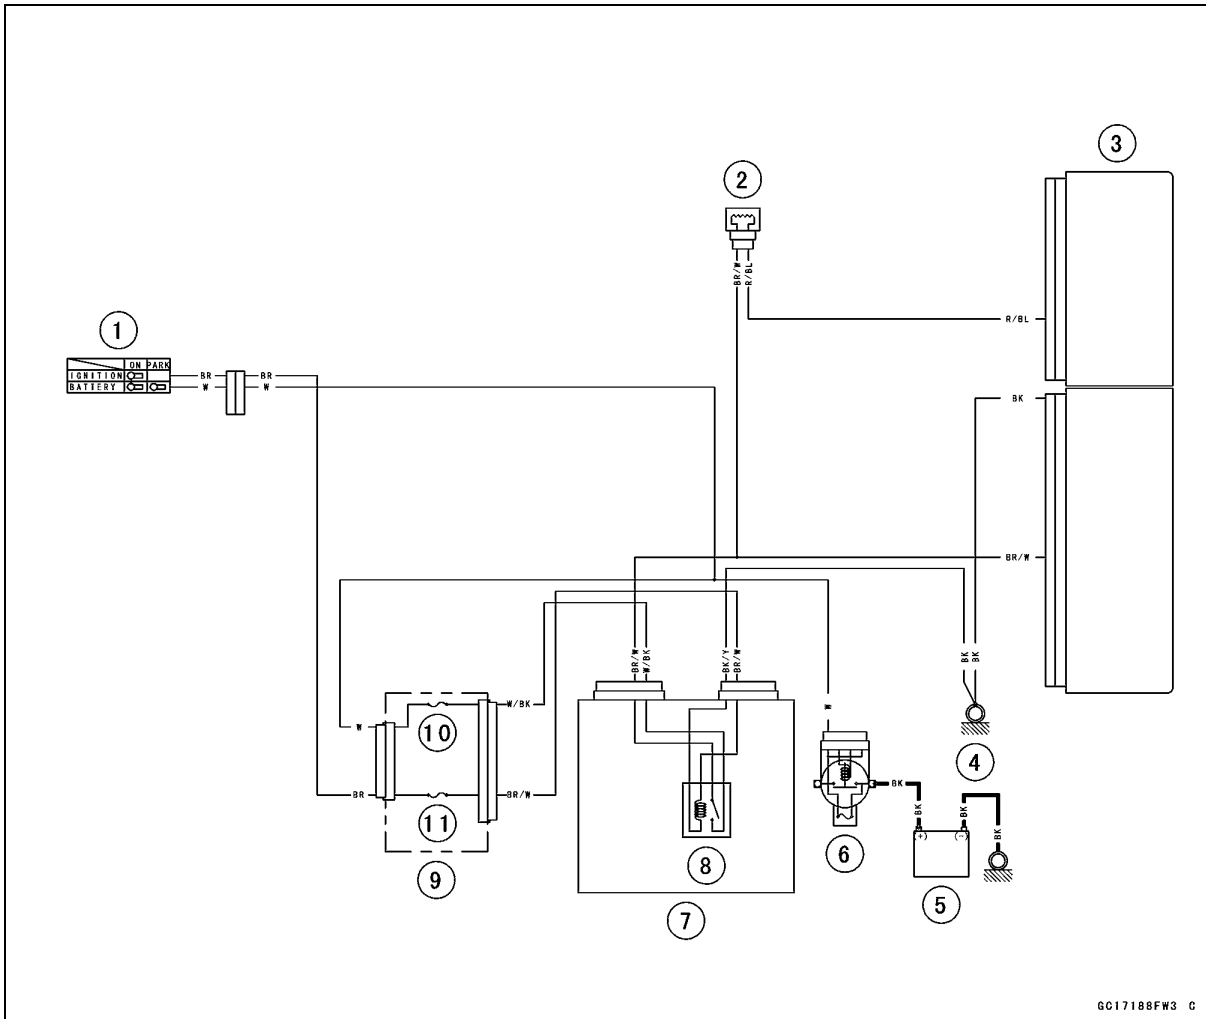 3
2
BR/W
R/BL
R/BL
1
ON PARK
IGNITION
BATTERY
BR
W
BR
W
BK
BR/W
BR/W
W/BK
BK/Y
BR/W
BK
BK
W
W/BK
W
10
4
BK
BR
BR/W
11
BK
BK
+
-
6
8
9
5
7
GC17188FW3 C